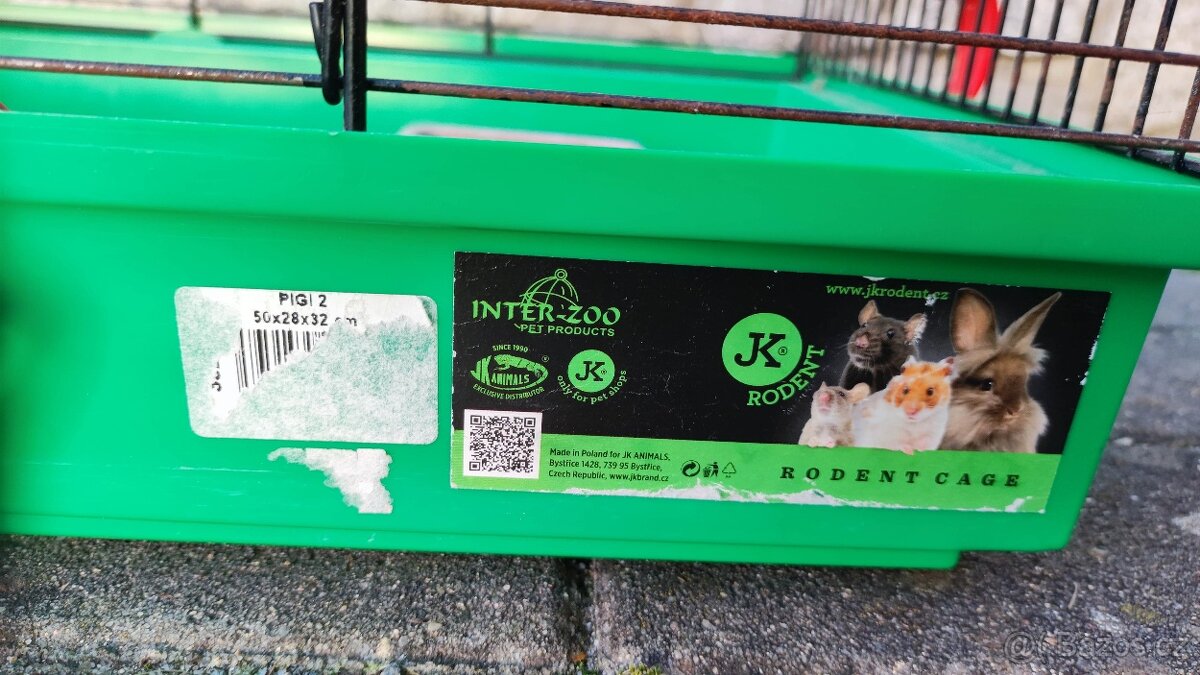 PIGI 2
50x28x32 cm
INTER-ZOO
PET PRODUCTS
SINCE 1990
JK ANIMALS®
EXCLUSIVE DISTRIBUTOR
JK®
only for pet shops
Made in Poland for JK ANIMALS,
Bystřice 1428, 739 95 Bystřice,
Czech Republic, www.jkbrand.cz
www.jkrodent.cz
JK®
RODENT
RODENT CAGE